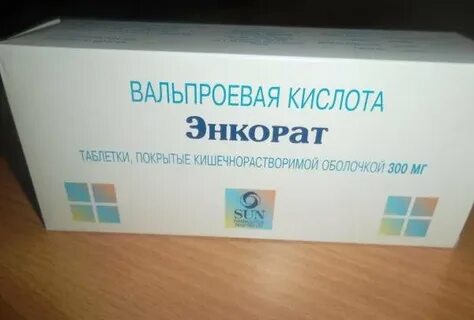 ВАЛЬПРОЕВАЯ КИСЛОТА
Энкорат
ТАБЛЕТКИ, ПОКРЫТЫЕ КИШЕЧНОРАСТВОРИМОЙ ОБОЛОЧКОЙ 300 МГ
SUN